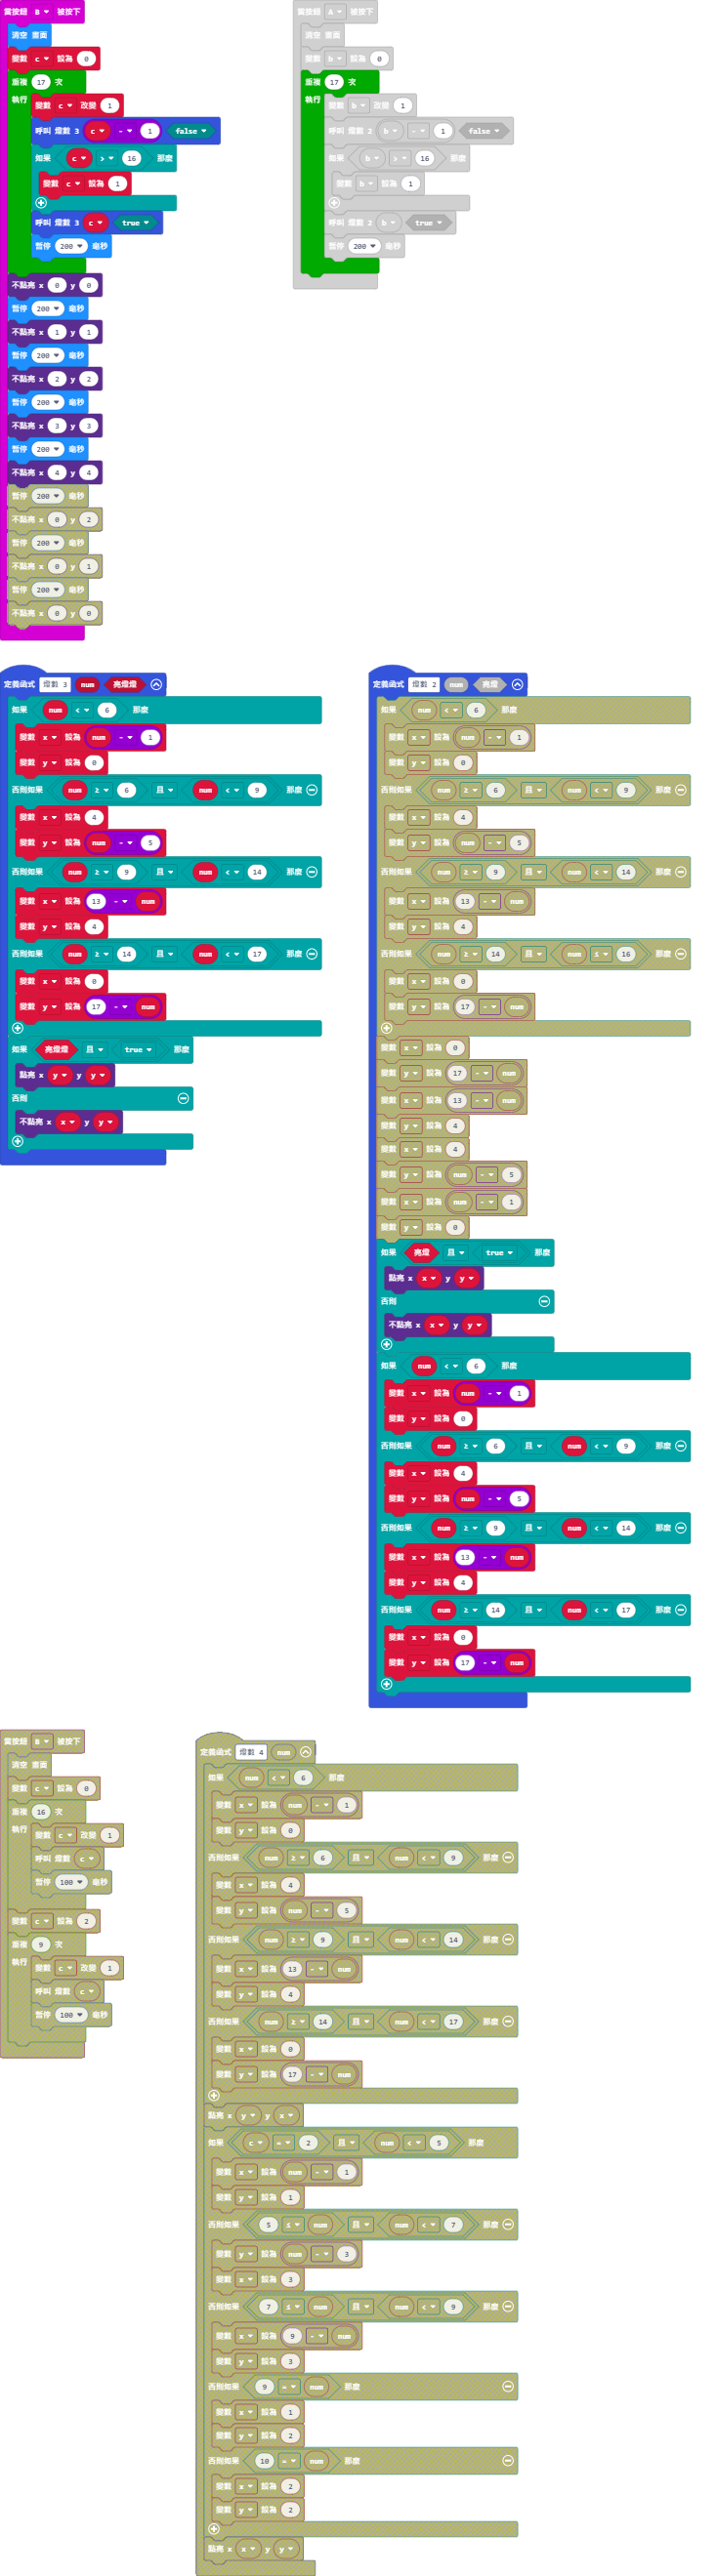 當按鈕 B 被按下
清空 畫面
變數 c 設為 0
重複 17 次
執行
變數 c 改變 1
呼叫 燈數 3 c - 1 false
如果 c > 16 那麼
變數 c 設為 1
呼叫 燈數 3 c true
暫停 200 毫秒
不點亮 x 0 y 0
暫停 200 毫秒
不點亮 x 1 y 1
暫停 200 毫秒
不點亮 x 2 y 2
暫停 200 毫秒
不點亮 x 3 y 3
暫停 200 毫秒
不點亮 x 4 y 4
暫停 200 毫秒
不點亮 x 0 y 2
暫停 200 毫秒
不點亮 x 0 y 1
暫停 200 毫秒
不點亮 x 0 y 0
當按鈕 A 被按下
清空 畫面
變數 b 設為 0
重複 17 次
執行
變數 b 改變 1
呼叫 燈數 2 b - 1 false
如果 b > 16 那麼
變數 b 設為 1
呼叫 燈數 2 b true
暫停 200 毫秒
定義函式 燈數 3 num 亮燈燈
如果 num < 6 那麼
變數 x 設為 num - 1
變數 y 設為 0
否則如果 num ≥ 6 且 num < 9 那麼
變數 x 設為 4
變數 y 設為 num - 5
否則如果 num ≥ 9 且 num < 14 那麼
變數 x 設為 13 - num
變數 y 設為 4
否則如果 num ≥ 14 且 num < 17 那麼
變數 x 設為 0
變數 y 設為 17 - num
如果 亮燈燈 且 true 那麼
點亮 x y y y
否則
不點亮 x x y y
定義函式 燈數 2 num 亮燈
如果 num < 6 那麼
變數 x 設為 num - 1
變數 y 設為 0
否則如果 num ≥ 6 且 num < 9 那麼
變數 x 設為 4
變數 y 設為 num - 5
否則如果 num ≥ 9 且 num < 14 那麼
變數 x 設為 13 - num
變數 y 設為 4
否則如果 num ≥ 14 且 num ≤ 16 那麼
變數 x 設為 0
變數 y 設為 17 - num
變數 x 設為 0
變數 y 設為 17 - num
變數 x 設為 13 - num
變數 y 設為 4
變數 x 設為 4
變數 y 設為 num - 5
變數 x 設為 num - 1
變數 y 設為 0
如果 亮燈 且 true 那麼
點亮 x x y y
否則
不點亮 x x y y
如果 num < 6 那麼
變數 x 設為 num - 1
變數 y 設為 0
否則如果 num ≥ 6 且 num < 9 那麼
變數 x 設為 4
變數 y 設為 num - 5
否則如果 num ≥ 9 且 num < 14 那麼
變數 x 設為 13 - num
變數 y 設為 4
否則如果 num ≥ 14 且 num < 17 那麼
變數 x 設為 0
變數 y 設為 17 - num
當按鈕 B 被按下
清空 畫面
變數 c 設為 0
重複 16 次
執行
變數 c 改變 1
呼叫 燈數 c
暫停 100 毫秒
變數 c 設為 2
重複 9 次
執行
變數 c 改變 1
呼叫 燈數 c
暫停 100 毫秒
定義函式 燈數 4 num
如果 num < 6 那麼
變數 x 設為 num - 1
變數 y 設為 0
否則如果 num ≥ 6 且 num < 9 那麼
變數 x 設為 4
變數 y 設為 num - 5
否則如果 num ≥ 9 且 num < 14 那麼
變數 x 設為 13 - num
變數 y 設為 4
否則如果 num ≥ 14 且 num < 17 那麼
變數 x 設為 0
變數 y 設為 17 - num
點亮 x y y x
如果 c = 2 且 num < 5 那麼
變數 x 設為 num - 1
變數 y 設為 1
否則如果 5 ≤ num 且 num < 7 那麼
變數 y 設為 num - 3
變數 x 設為 3
否則如果 7 ≤ num 且 num < 9 那麼
變數 x 設為 9 - num
變數 y 設為 3
否則如果 9 = num 那麼
變數 x 設為 1
變數 y 設為 2
否則如果 10 = num 那麼
變數 x 設為 2
變數 y 設為 2
點亮 x x y y